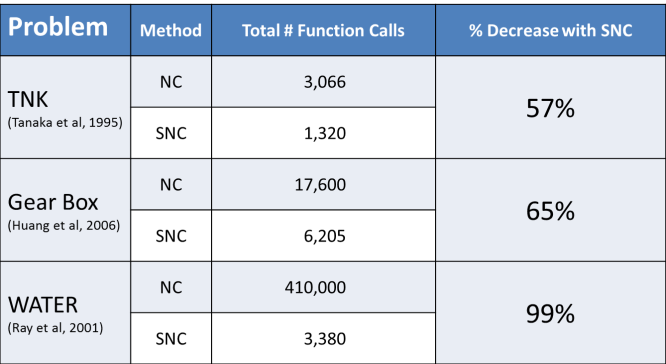 Problem Method Total # Function Calls % Decrease with SNC
TNK
(Tanaka et al, 1995)
NC 3,066
SNC 1,320
57%
Gear Box
(Huang et al, 2006)
NC 17,600
SNC 6,205
65%
WATER
(Ray et al, 2001)
NC 410,000
SNC 3,380
99%